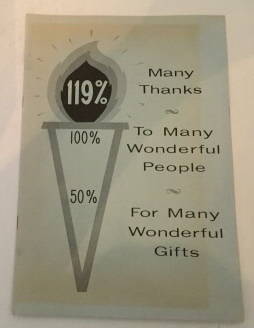 119%
100%
50%
Many
Thanks
~
To Many
Wonderful
People
~
For Many
Wonderful
Gifts